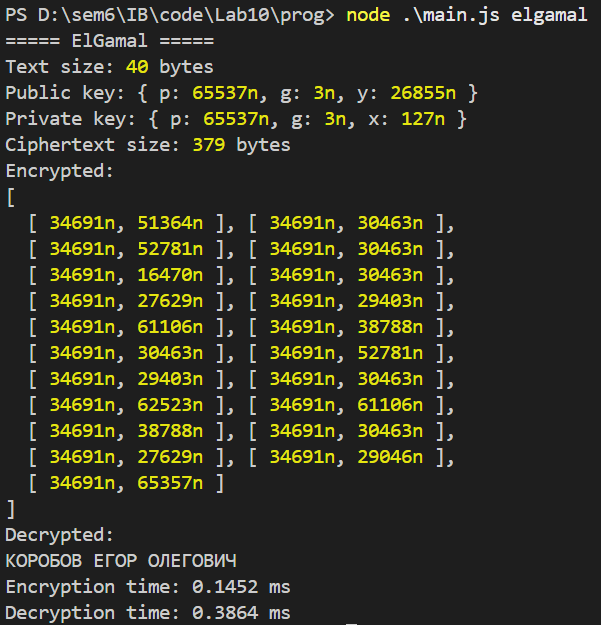 PS D:\sem6\IB\code\Lab10\prog> node .\main.js elgamal
===== ElGamal =====
Text size: 40 bytes
Public key: { p: 65537n, g: 3n, y: 26855n }
Private key: { p: 65537n, g: 3n, x: 127n }
Ciphertext size: 379 bytes
Encrypted:
[
  [ 34691n, 51364n ], [ 34691n, 30463n ],
  [ 34691n, 52781n ], [ 34691n, 30463n ],
  [ 34691n, 16470n ], [ 34691n, 30463n ],
  [ 34691n, 27629n ], [ 34691n, 29403n ],
  [ 34691n, 61106n ], [ 34691n, 38788n ],
  [ 34691n, 30463n ], [ 34691n, 52781n ],
  [ 34691n, 29403n ], [ 34691n, 30463n ],
  [ 34691n, 62523n ], [ 34691n, 61106n ],
  [ 34691n, 38788n ], [ 34691n, 30463n ],
  [ 34691n, 27629n ], [ 34691n, 29046n ],
  [ 34691n, 65357n ]
]
Decrypted:
КОРОБОВ ЕГОР ОЛЕГОВИЧ
Encryption time: 0.1452 ms
Decryption time: 0.3864 ms